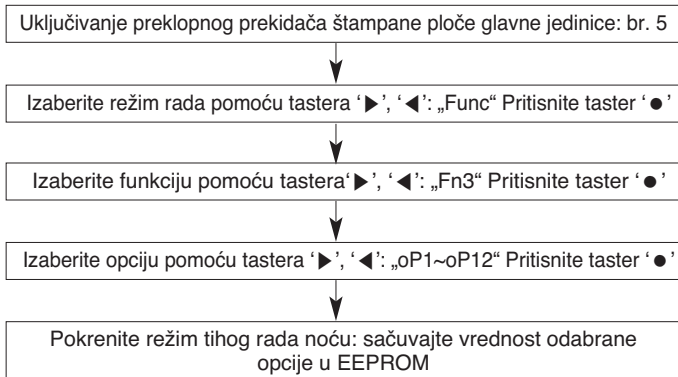 Uključivanje preklopnog prekidača štampane ploče glavne jedinice: br. 5
Izaberite režim rada pomoću tastera ‘▶’, ‘◀’: „Func“ Pritisnite taster ‘●’
Izaberite funkciju pomoću tastera‘▶’, ‘◀’: „Fn3“ Pritisnite taster ‘●’
Izaberite opciju pomoću tastera ‘▶’, ‘◀’: „oP1~oP12“ Pritisnite taster ‘●’
Pokrenite režim tihog rada noću: sačuvajte vrednost odabrane
opcije u EEPROM